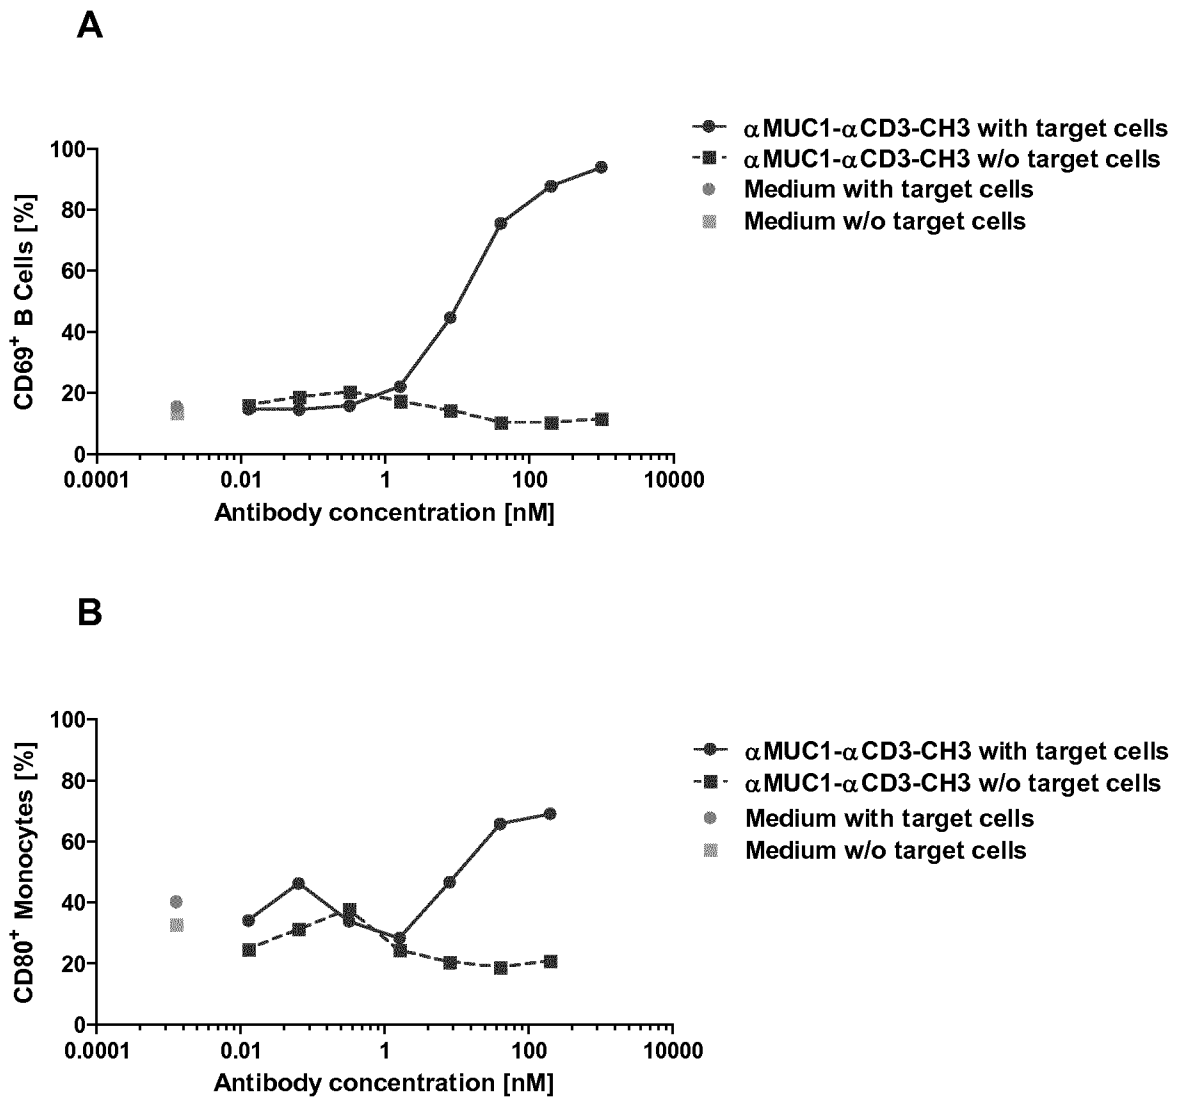 A
αMUC1-αCD3-CH3 with target cells
αMUC1-αCD3-CH3 w/o target cells
Medium with target cells
Medium w/o target cells
CD69+ B Cells [%]
100
80
60
40
20
0
0.0001
0.01
1
100
10000
Antibody concentration [nM]
B
αMUC1-αCD3-CH3 with target cells
αMUC1-αCD3-CH3 w/o target cells
Medium with target cells
Medium w/o target cells
CD80+ Monocytes [%]
100
80
60
40
20
0
0.0001
0.01
1
100
10000
Antibody concentration [nM]